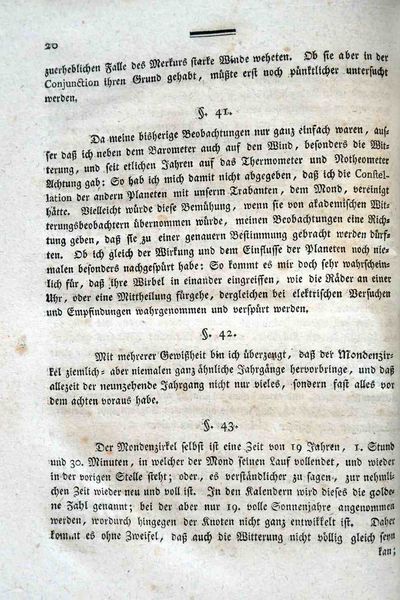 20
zuerheblichen Falle des Merkurs starke Winde weheten. Ob sie aber in der
Conjunction ihren Grund gehabt, müßte erst noch pünktlicher untersucht
werden.
§. 41.
Da meine bisherige Beobachtungen nur ganz einfach waren, aus-
ser daß ich neben dem Barometer auch auf den Wind, besonders die Wit-
terung, und seit etlichen Jahren auf das Thermometer und Notheometer
Achtung gab: So hab ich mich damit nicht abgegeben, daß ich die Constel-
lation der andern Planeten mit unserm Trabanten, dem Mond, vereinigt
hätte. Vielleicht würde diese Bemühung, wenn sie von akademischen Wit-
terungsbeobachtern übernommen würde, meinen Beobachtungen eine Rich-
tung geben, daß sie zu einer genauern Bestimmung gebracht werden dürf-
ten. Ob ich gleich der Wirkung und dem Einflusse der Planeten noch nie-
malen besonders nachgespürt habe: So kommt es mir doch sehr wahrschein-
lich für, daß ihre Wirbel in einander eingreiffen, wie die Räder an einer
Uhr, oder eine Mittheilung fürgehe, dergleichen bei elektrischen Versuchen
und Empfindungen wahrgenommen und verspürt werden.
§. 42.
Mit mehrerer Gewißheit bin ich überzeugt, daß der Mondenzir-
kel ziemlich- aber niemalen ganz ähnliche Jahrgänge hervorbringe, und daß
allezeit der neunzehende Jahrgang nicht nur vieles, sondern fast alles vor
dem achten voraus habe.
§. 43.
Der Mondenzirkel selbst ist eine Zeit von 19 Jahren, 1. Stund
und 30. Minuten, in welcher der Mond seinen Lauf vollendet, und wieder
in der vorigen Stelle steht; oder, es verständlicher zu sagen, zur nemli-
chen Zeit wieder neu und voll ist. In den Kalendern wird dieses die golde-
ne Zahl genannt; bei der aber nur 19. volle Sonnenjahre angenommen
werden, wordurch hingegen der Knoten nicht ganz entwikelt ist. Daher
kommt es ohne Zweifel, daß auch die Witterung nicht völlig gleich seyn
kan;